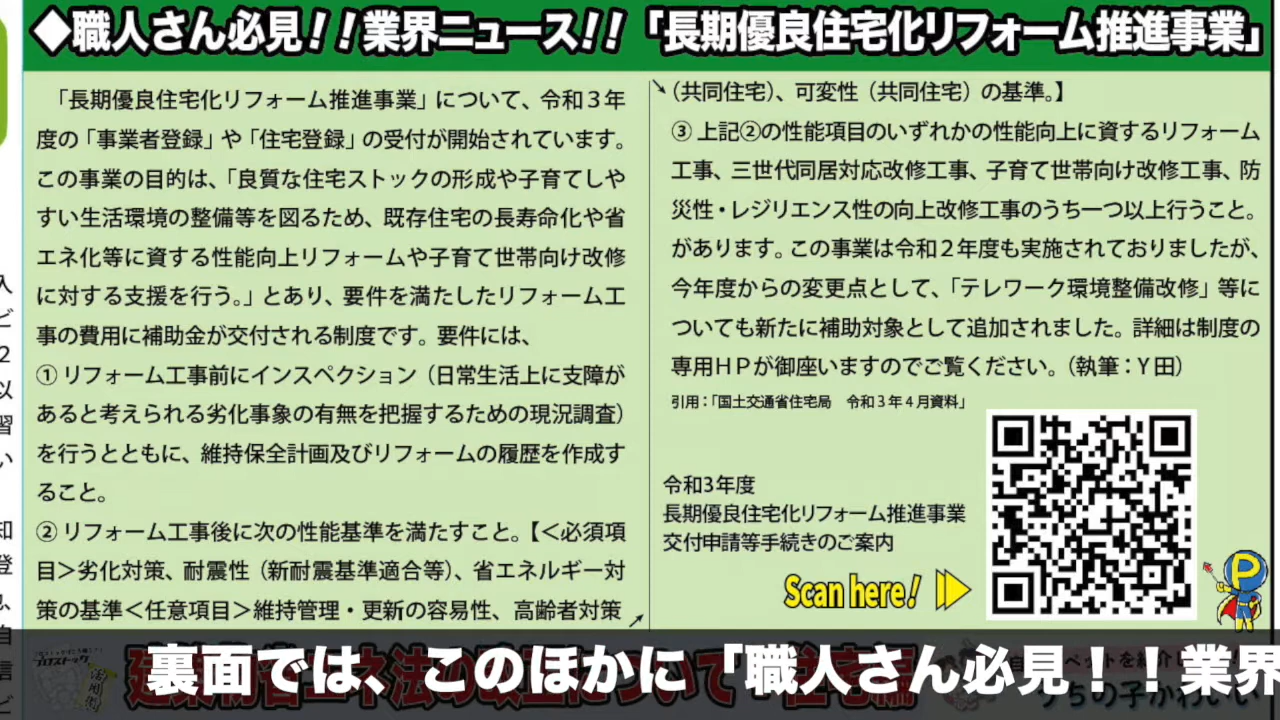 ◆職人さん必見！！業界ニュース！！「長期優良住宅化リフォーム推進事業」
「長期優良住宅化リフォーム推進事業」について、令和３年
度の「事業者登録」や「住宅登録」の受付が開始されています。
この事業の目的は、「良質な住宅ストックの形成や子育てしや
すい生活環境の整備等を図るため、既存住宅の長寿命化や省
エネ化等に資する性能向上リフォームや子育て世帯向け改修
に対する支援を行う。」とあり、要件を満たしたリフォーム工
事の費用に補助金が交付される制度です。要件には、
① リフォーム工事前にインスペクション（日常生活上に支障が
あると考えられる劣化事象の有無を把握するための現況調査）
を行うとともに、維持保全計画及びリフォームの履歴を作成す
ること。
② リフォーム工事後に次の性能基準を満たすこと。【＜必須項
目＞劣化対策、耐震性（新耐震基準適合等）、省エネルギー対
策の基準＜任意項目＞維持管理・更新の容易性、高齢者対策
（共同住宅）、可変性（共同住宅）の基準。】
③ 上記②の性能項目のいずれかの性能向上に資するリフォーム
工事、三世代同居対応改修工事、子育て世帯向け改修工事、防
災性・レジリエンス性の向上改修工事のうち一つ以上行うこと。
があります。この事業は令和２年度も実施されておりましたが、
今年度からの変更点として、「テレワーク環境整備改修」等に
ついても新たに補助対象として追加されました。詳細は制度の
専用ＨＰが御座いますのでご覧ください。（執筆：Ｙ田）
引用：「国土交通省住宅局　令和３年４月資料」
令和3年度
長期優良住宅化リフォーム推進事業
交付申請等手続きのご案内
Scan here!
P
入
ビ
2
以
習
い
知
登
自
信
ど
裏面では、このほかに「職人さん必見！！業界